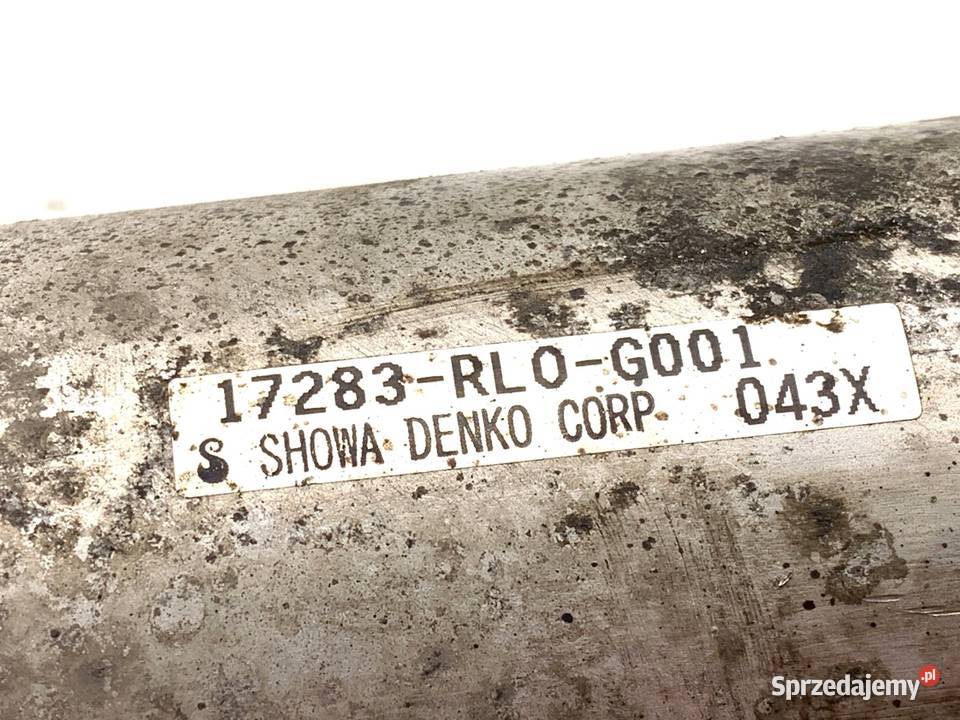 17283-RL0-G001
S SHOWA DENKO CORP 043X
Sprzedajemy.pl